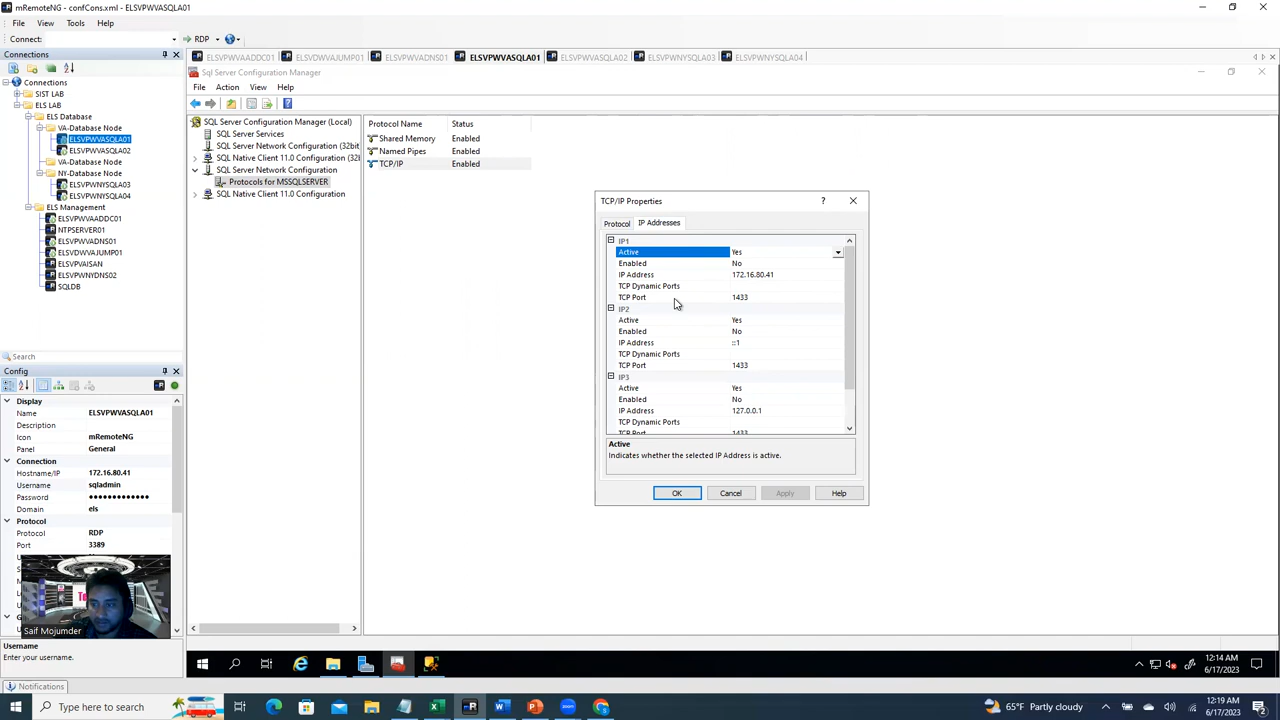 mRemoteNG - confCons.xml - ELSVPWVASQLA01
File View Tools Help
Connect: RDP
Connections
Connections
SIST LAB
ELS LAB
ELS Database
VA-Database Node
ELSVPWVASQLA01
ELSVPWVASQLA02
VA-Database Node
NY-Database Node
ELSVPWNYSQLA03
ELSVPWNYSQLA04
ELS Management
ELSVPWVAADDC01
NTPSERVER01
ELSVPWVADNS01
ELSVDWVAJUMP01
ELSVPVAISAN
ELSVPWNYDNS02
SQLDB
Search
Config
Display
Name ELSVPWVASQLA01
Description
Icon mRemoteNG
Panel General
Connection
Hostname/IP 172.16.80.41
Username sqladmin
Password ●●●●●●●●●●●●●
Domain els
Protocol
Protocol RDP
Port 3389
Saif Mojumder
Username
Enter your username.
Notifications
ELSVPWVAADDC01 ELSVDWVAJUMP01 ELSVPWVADNS01 ELSVPWVASQLA01 ELSVPWVASQLA02 ELSVPWNYSQLA03 ELSVPWNYSQLA04
Sql Server Configuration Manager
File Action View Help
SQL Server Configuration Manager (Local)
SQL Server Services
SQL Server Network Configuration (32bit
SQL Native Client 11.0 Configuration (32
SQL Server Network Configuration
Protocols for MSSQLSERVER
SQL Native Client 11.0 Configuration
Protocol Name Status
Shared Memory Enabled
Named Pipes Enabled
TCP/IP Enabled
TCP/IP Properties ?
Protocol IP Addresses
IP1
Active Yes
Enabled No
IP Address 172.16.80.41
TCP Dynamic Ports
TCP Port 1433
IP2
Active Yes
Enabled No
IP Address ::1
TCP Dynamic Ports
TCP Port 1433
IP3
Active Yes
Enabled No
IP Address 127.0.0.1
TCP Dynamic Ports
TCP Port 1433
Active
Indicates whether the selected IP Address is active.
OK Cancel Apply Help
12:14 AM
6/17/2023
Type here to search
65°F Partly cloudy
12:19 AM
6/17/2023